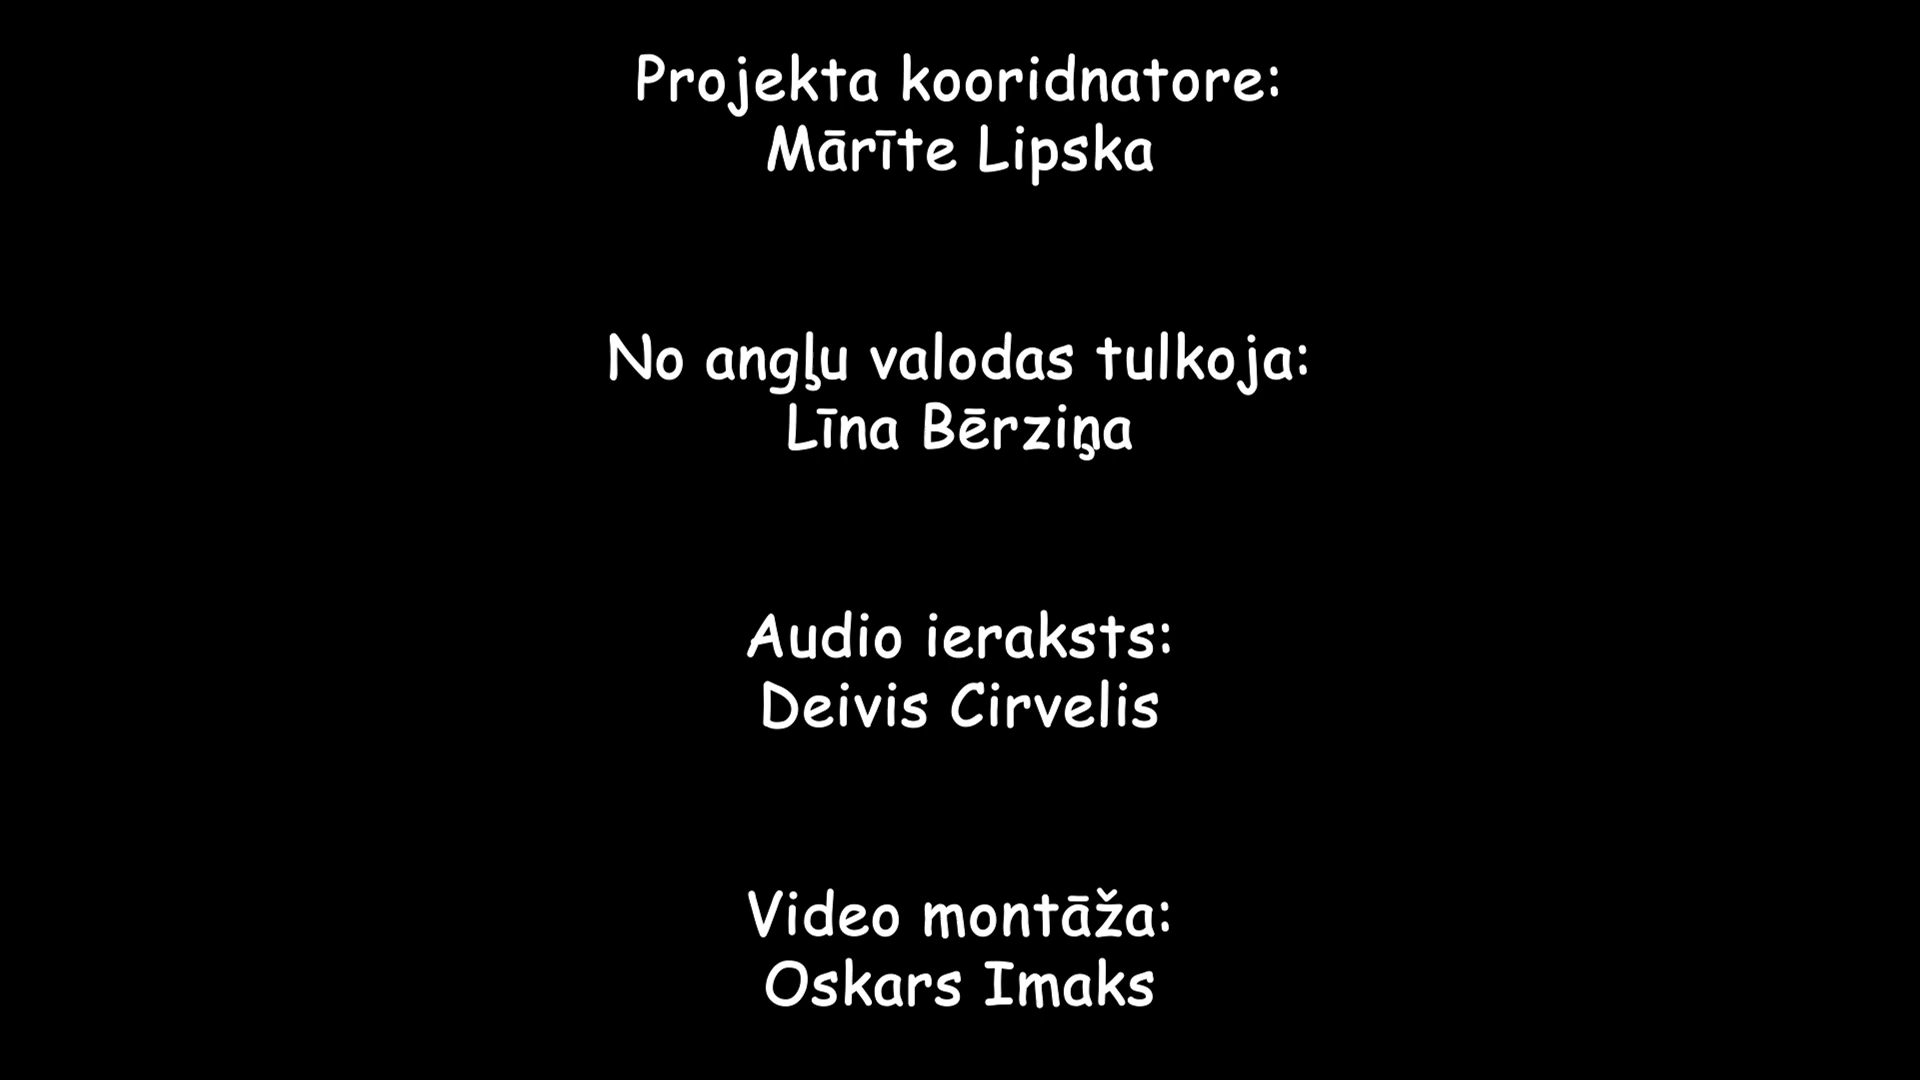 Projekta kooridnatore:
Mārīte Lipska
No angļu valodas tulkoja:
Līna Bērziņa
Audio ieraksts:
Deivis Cirvelis
Video montāža:
Oskars Imaks